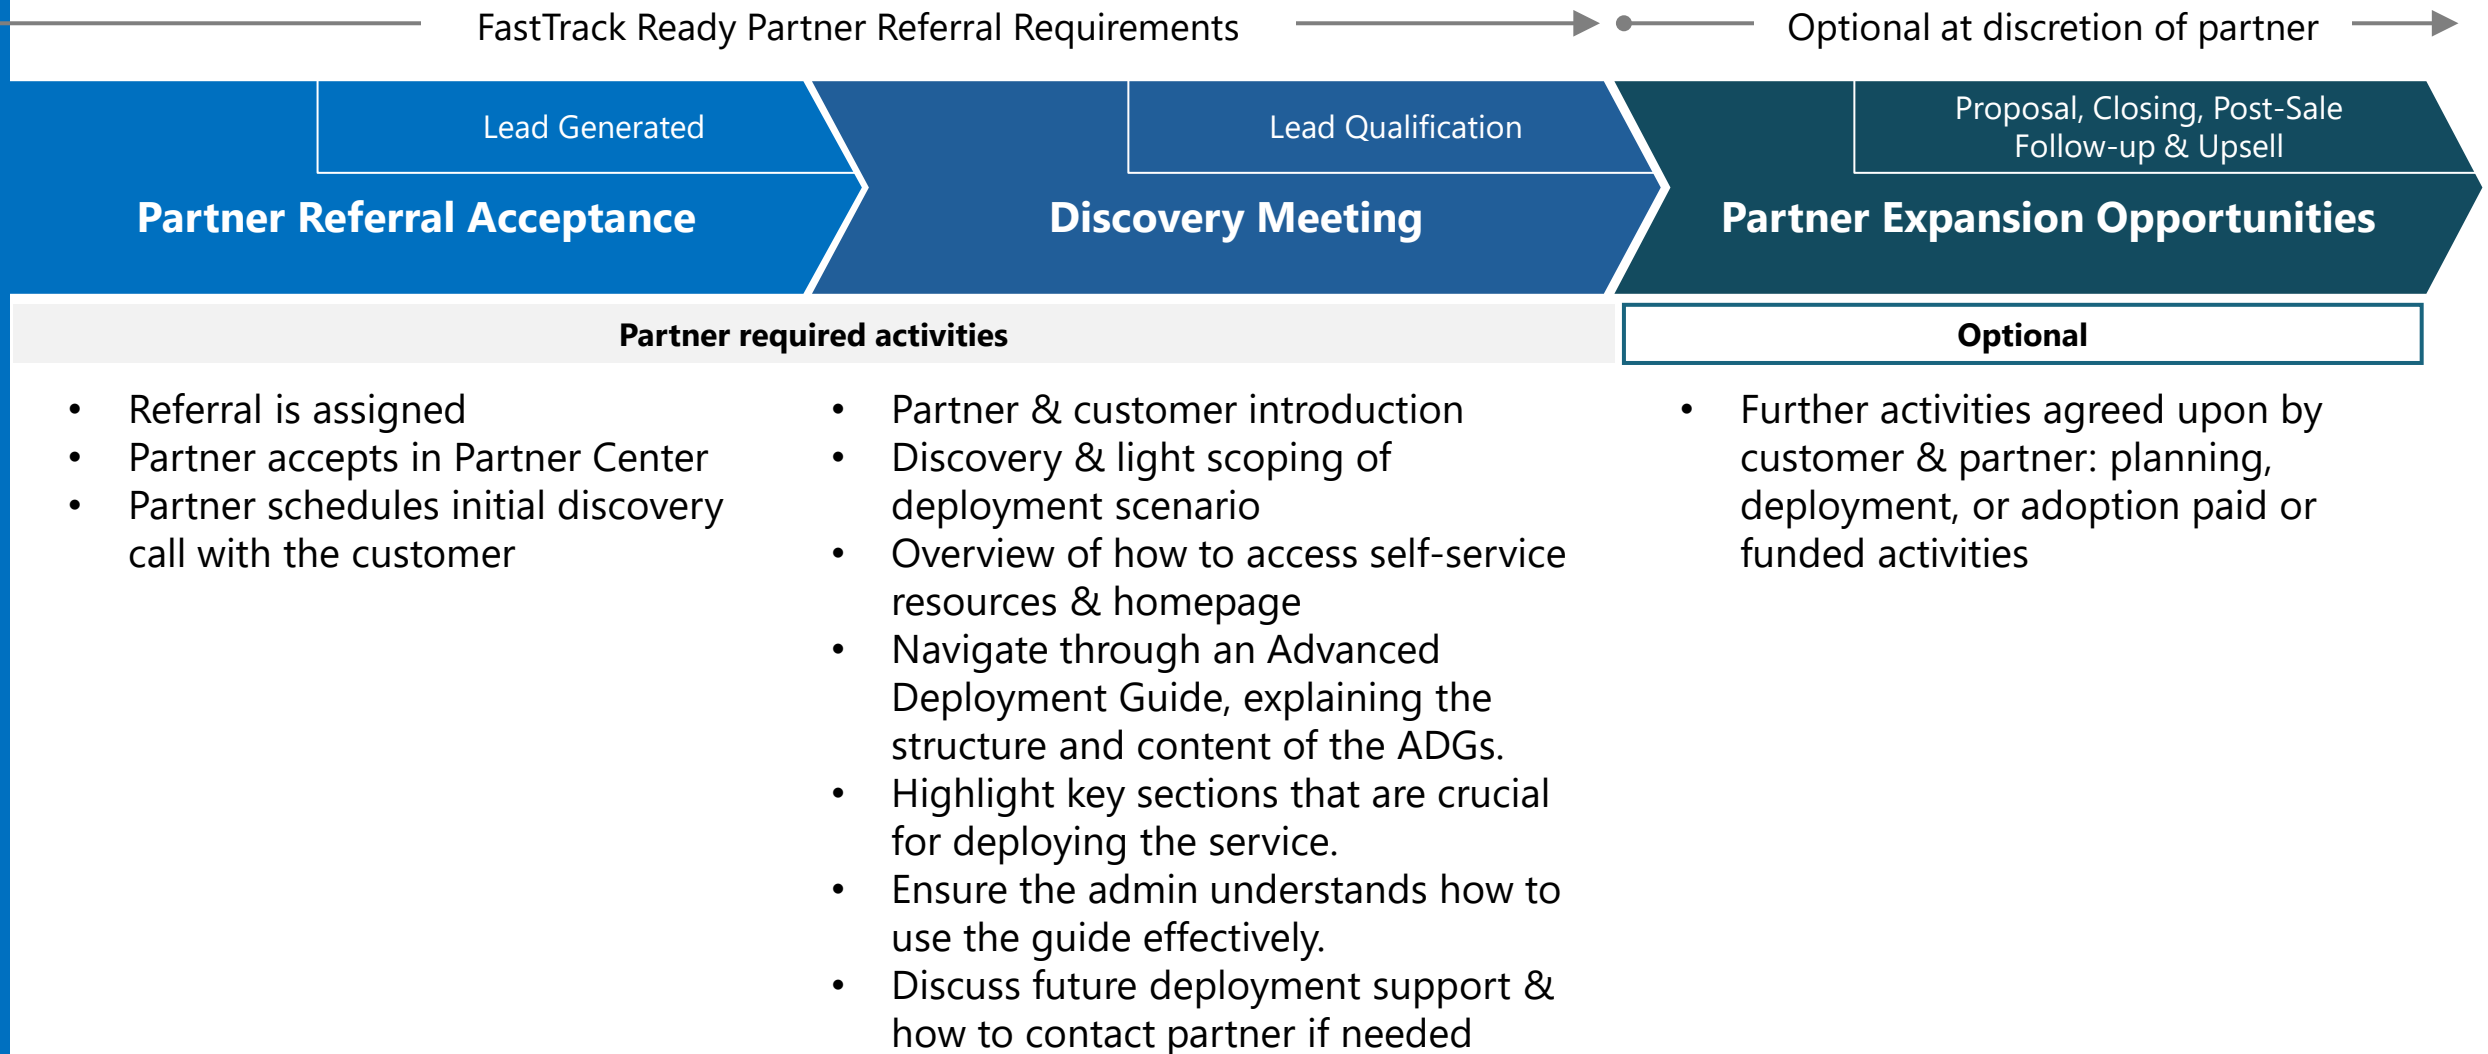 FastTrack Ready Partner Referral Requirements
Optional at discretion of partner
Lead Generated
Partner Referral Acceptance
Lead Qualification
Discovery Meeting
Proposal, Closing, Post-Sale
Follow-up & Upsell
Partner Expansion Opportunities
Partner required activities
Optional
• Referral is assigned
• Partner accepts in Partner Center
• Partner schedules initial discovery
call with the customer
• Partner & customer introduction
• Discovery & light scoping of
deployment scenario
• Overview of how to access self-service
resources & homepage
• Navigate through an Advanced
Deployment Guide, explaining the
structure and content of the ADGs.
• Highlight key sections that are crucial
for deploying the service.
• Ensure the admin understands how to
use the guide effectively.
• Discuss future deployment support &
how to contact partner if needed
• Further activities agreed upon by
customer & partner: planning,
deployment, or adoption paid or
funded activities